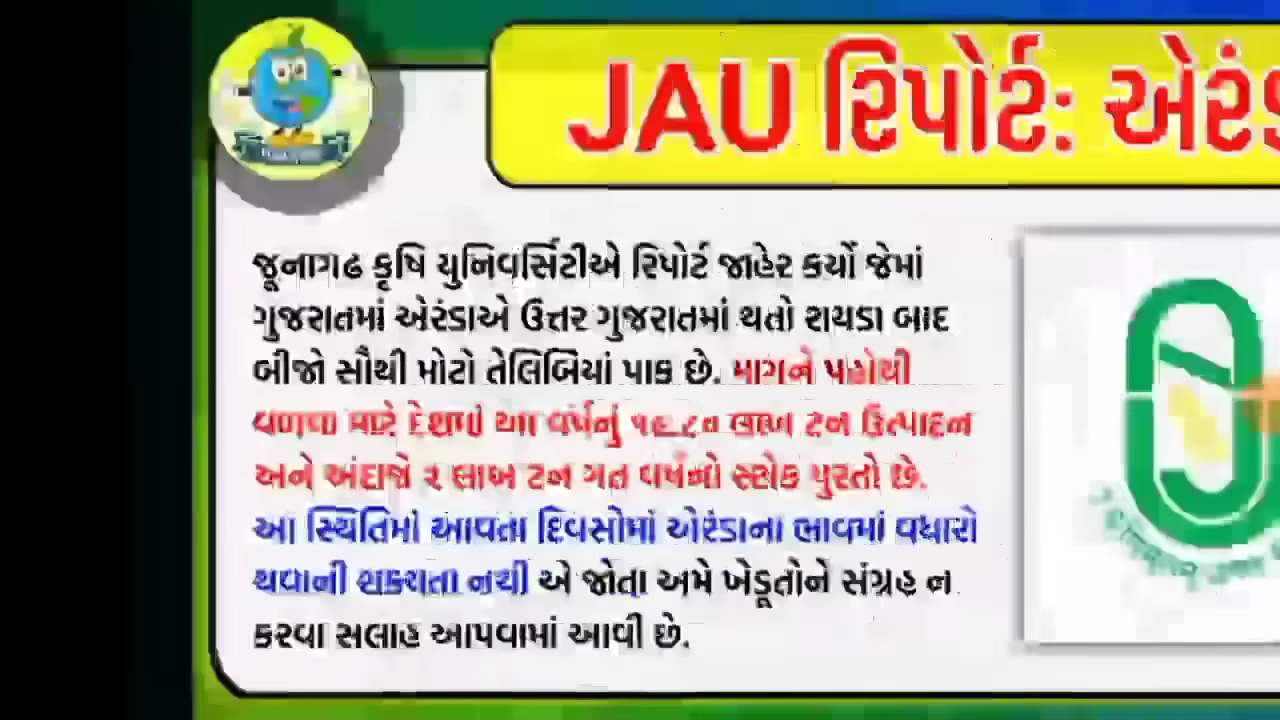 JAU રિપોર્ટ: એરંડ
જૂનાગઢ કૃષિ યુનિવર્સિટીએ રિપોર્ટ જાહેર કર્યો જેમાં
ગુજરાતમાં એરંડાએ ઉત્તર ગુજરાતમાં થતો રાયડા બાદ
બીજો સૌથી મોટો તેલિબિયાં પાક છે. માગને પહોચી
વળવા માટે દેશમાં આ વર્ષનું લાખ ટન ઉત્પાદન
અને અંદાજે ૨ લાખ ટન ગત વર્ષનો સ્ટોક પુરતો છે.
આ સ્થિતિમાં આવતા દિવસોમાં એરંડાના ભાવમાં વધારો
થવાની શક્યતા નથી એ જોતા અમે ખેડૂતોને સંગ્રહ ન
કરવા સલાહ આપવામાં આવી છે.